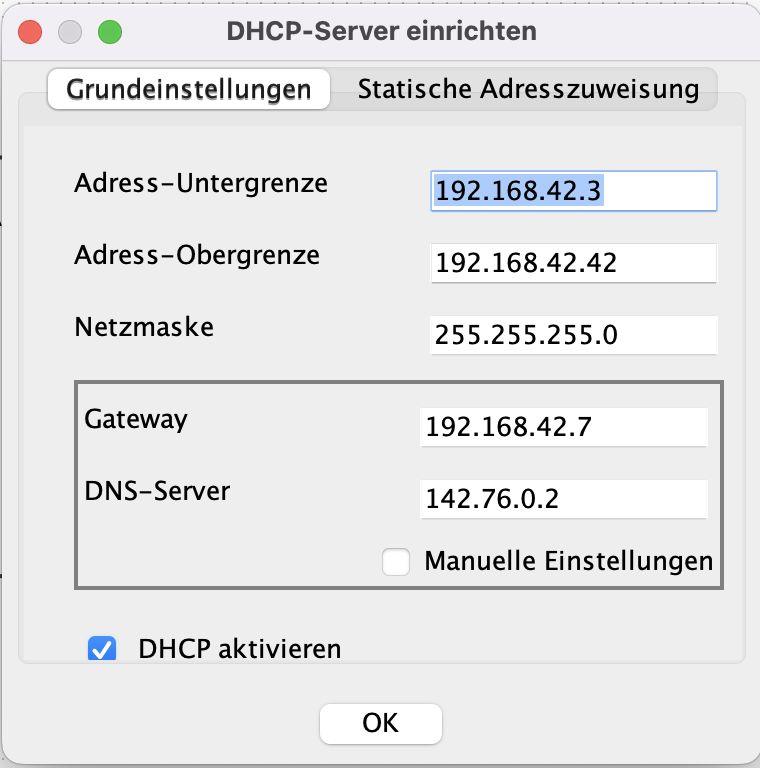 DHCP-Server einrichten
Grundeinstellungen Statische Adresszuweisung
Adress-Untergrenze 192.168.42.3
Adress-Obergrenze 192.168.42.42
Netzmaske 255.255.255.0
Gateway 192.168.42.7
DNS-Server 142.76.0.2
Manuelle Einstellungen
DHCP aktivieren
OK